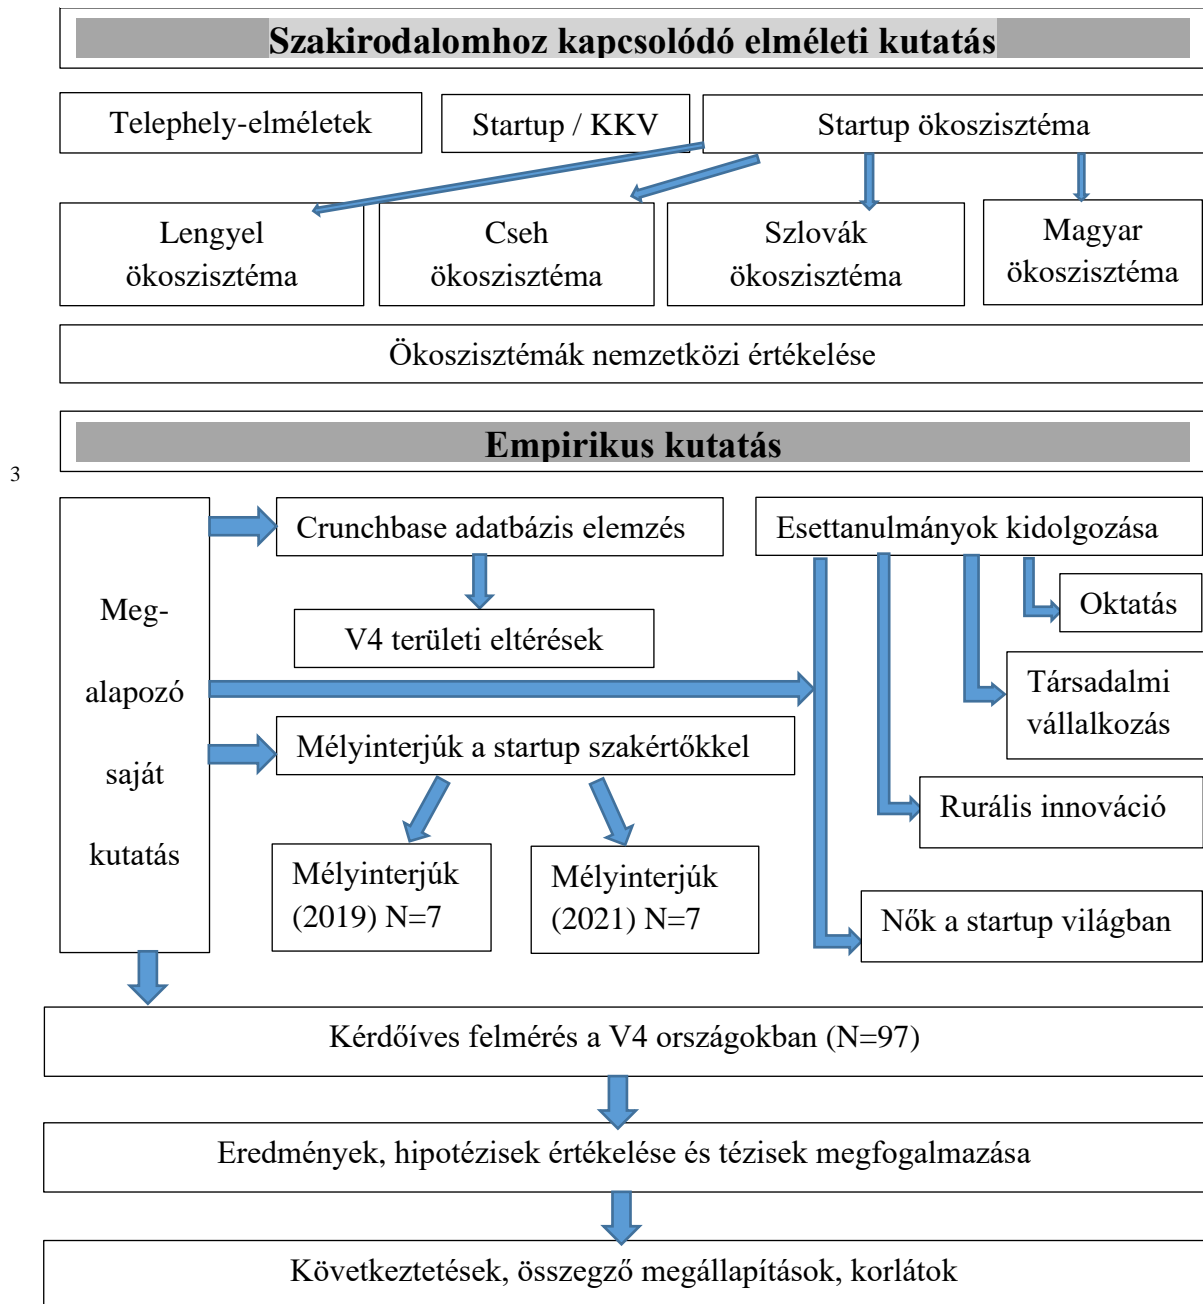 Szakirodalomhoz kapcsolódó elméleti kutatás
Telephely-elméletek
Startup / KKV
Startup ökoszisztéma
Lengyel
ökoszisztéma
Cseh
ökoszisztéma
Szlovák
ökoszisztéma
Magyar
ökoszisztéma
Ökoszisztémák nemzetközi értékelése
Empirikus kutatás
3
Meg-
alapozó
saját
kutatás
Crunchbase adatbázis elemzés
V4 területi eltérések
Mélyinterjúk a startup szakértőkkel
Mélyinterjúk
(2019) N=7
Mélyinterjúk
(2021) N=7
Esettanulmányok kidolgozása
Oktatás
Társadalmi
vállalkozás
Rurális innováció
Nők a startup világban
Kérdőíves felmérés a V4 országokban (N=97)
Eredmények, hipotézisek értékelése és tézisek megfogalmazása
Következtetések, összegző megállapítások, korlátok